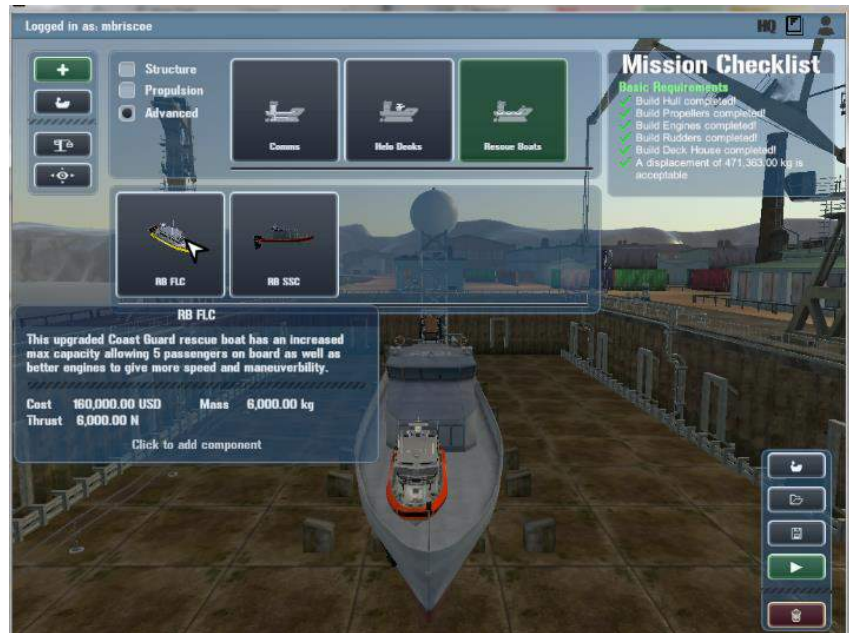 Logged in as: mbriscoe
HQ
Structure
Propulsion
Advanced
Comms
Helo Decks
Rescue Boats
Mission Checklist
Basic Requirements
Build Hull completed!
Build Propellers completed!
Build Engines completed!
Build Rudders completed!
Build Deck House completed!
A displacement of 471,363.00 kg is
acceptable
RB FLC
RB SSC
RB FLC
This upgraded Coast Guard rescue boat has an increased
max capacity allowing 5 passengers on board as well as
better engines to give more speed and maneuverbility.
Cost 160,000.00 USD Mass 6,000.00 kg
Thrust 6,000.00 N
Click to add component